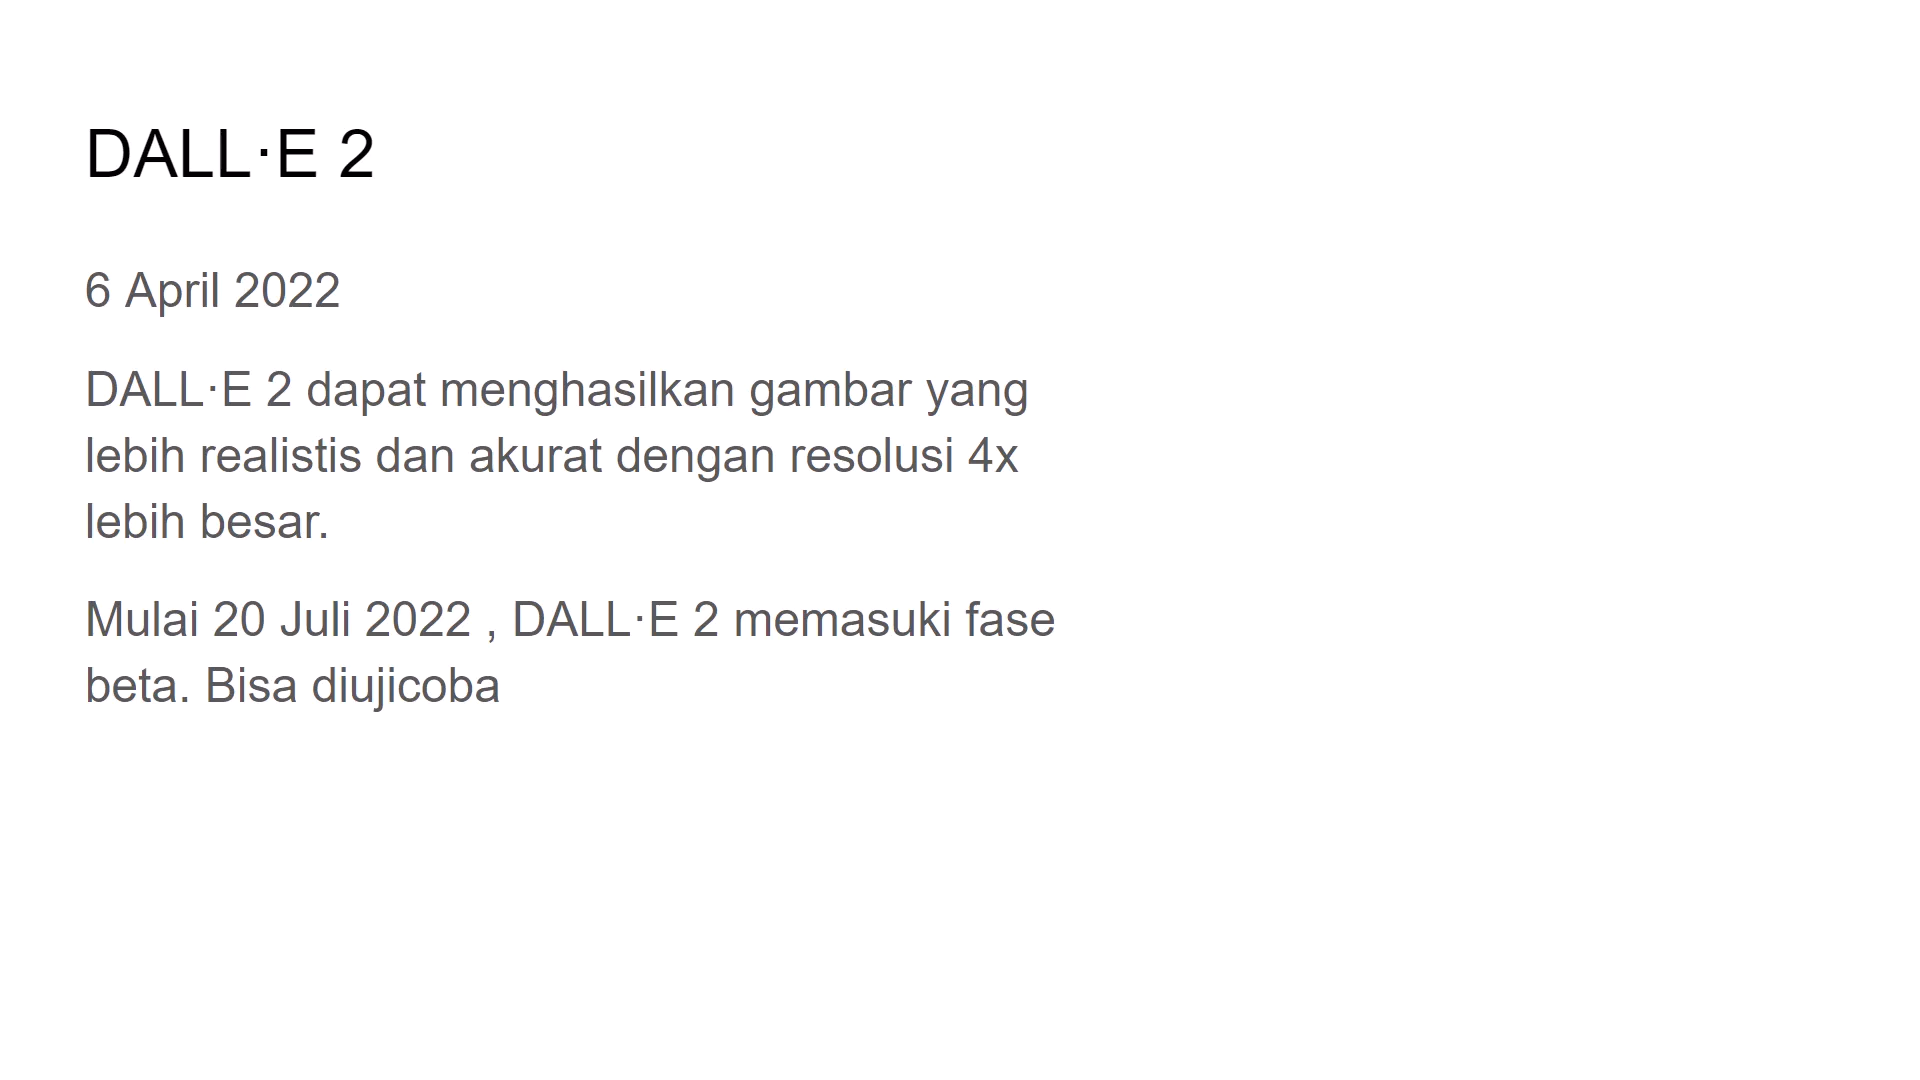 DALL·E 2
6 April 2022
DALL·E 2 dapat menghasilkan gambar yang
lebih realistis dan akurat dengan resolusi 4x
lebih besar.
Mulai 20 Juli 2022 , DALL·E 2 memasuki fase
beta. Bisa diujicoba